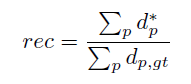 rec = \frac{\sum_p d_p^*}{\sum_p d_{p,gt}}